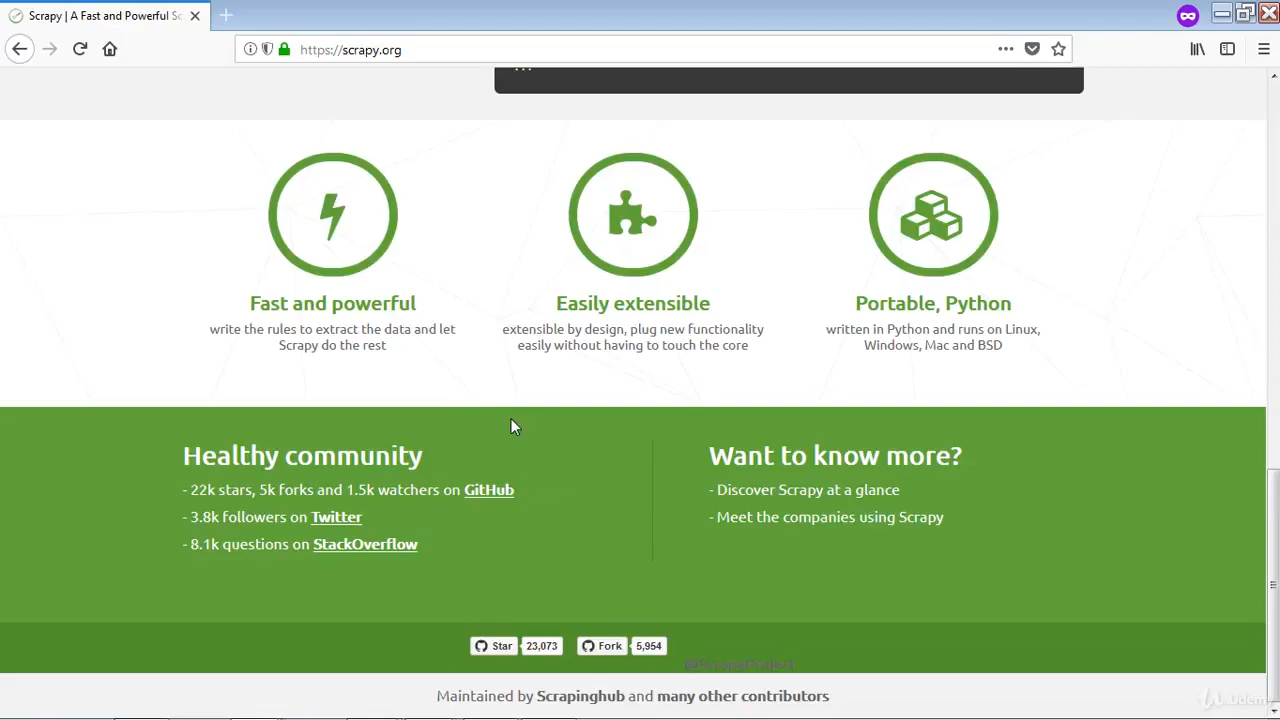 Scrapy | A Fast and Powerful Sc
https://scrapy.org
Fast and powerful
write the rules to extract the data and let
Scrapy do the rest
Easily extensible
extensible by design, plug new functionality
easily without having to touch the core
Portable, Python
written in Python and runs on Linux,
Windows, Mac and BSD
Healthy community
- 22k stars, 5k forks and 1.5k watchers on GitHub
- 3.8k followers on Twitter
- 8.1k questions on StackOverflow
Want to know more?
- Discover Scrapy at a glance
- Meet the companies using Scrapy
Star 23,073 Fork 5,954
@ScrapyProject
Maintained by Scrapinghub and many other contributors
Udemy